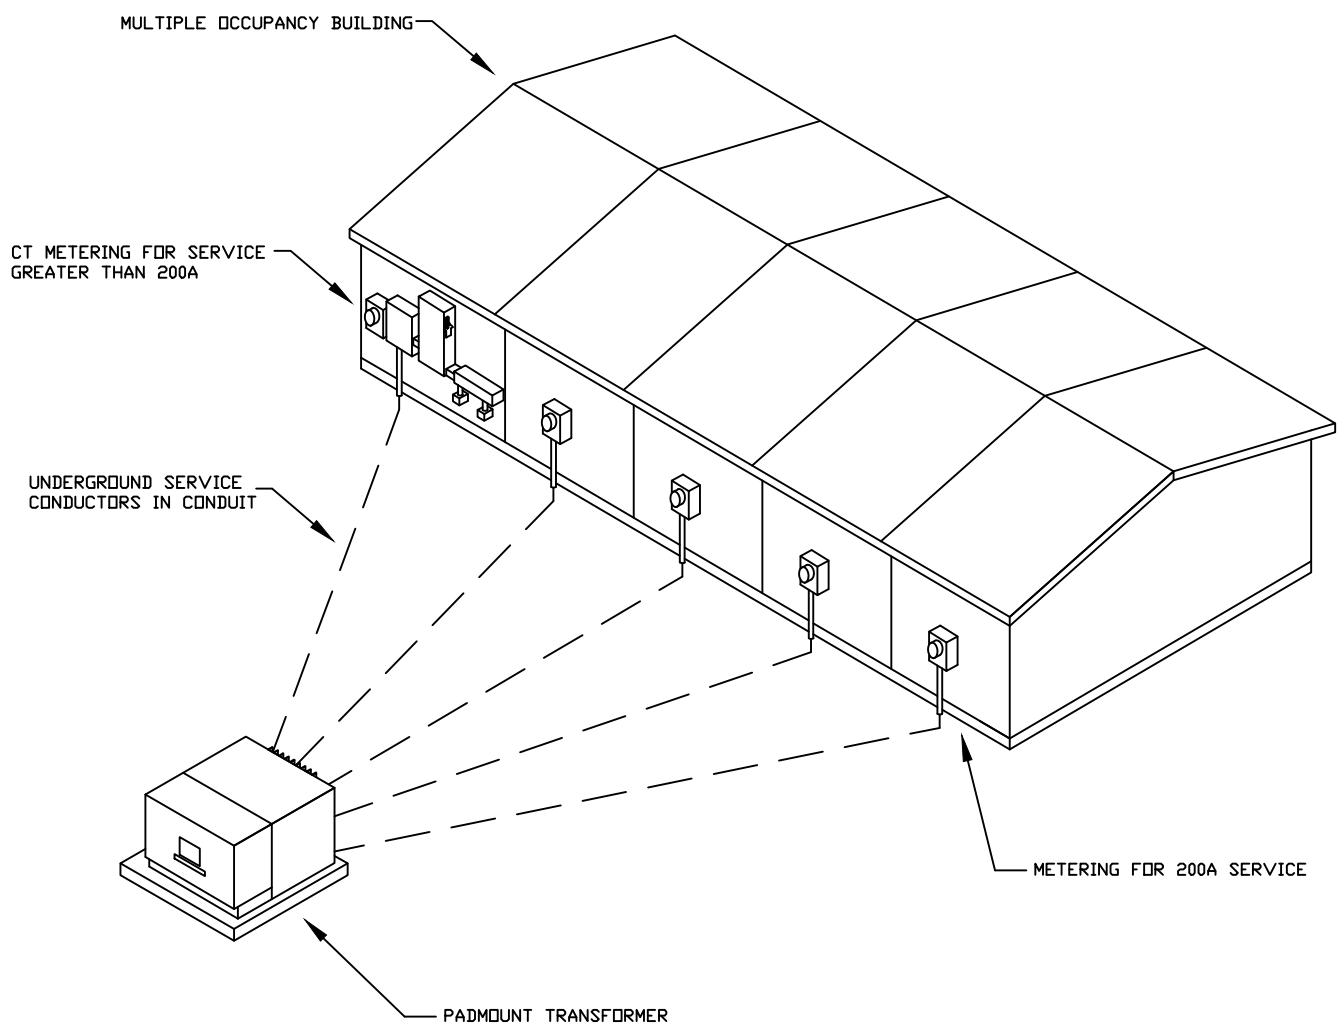 MULTIPLE OCCUPANCY BUILDING
CT METERING FOR SERVICE
GREATER THAN 200A
UNDERGROUND SERVICE
CONDUCTORS IN CONDUIT
METERING FOR 200A SERVICE
PADMOUNT TRANSFORMER